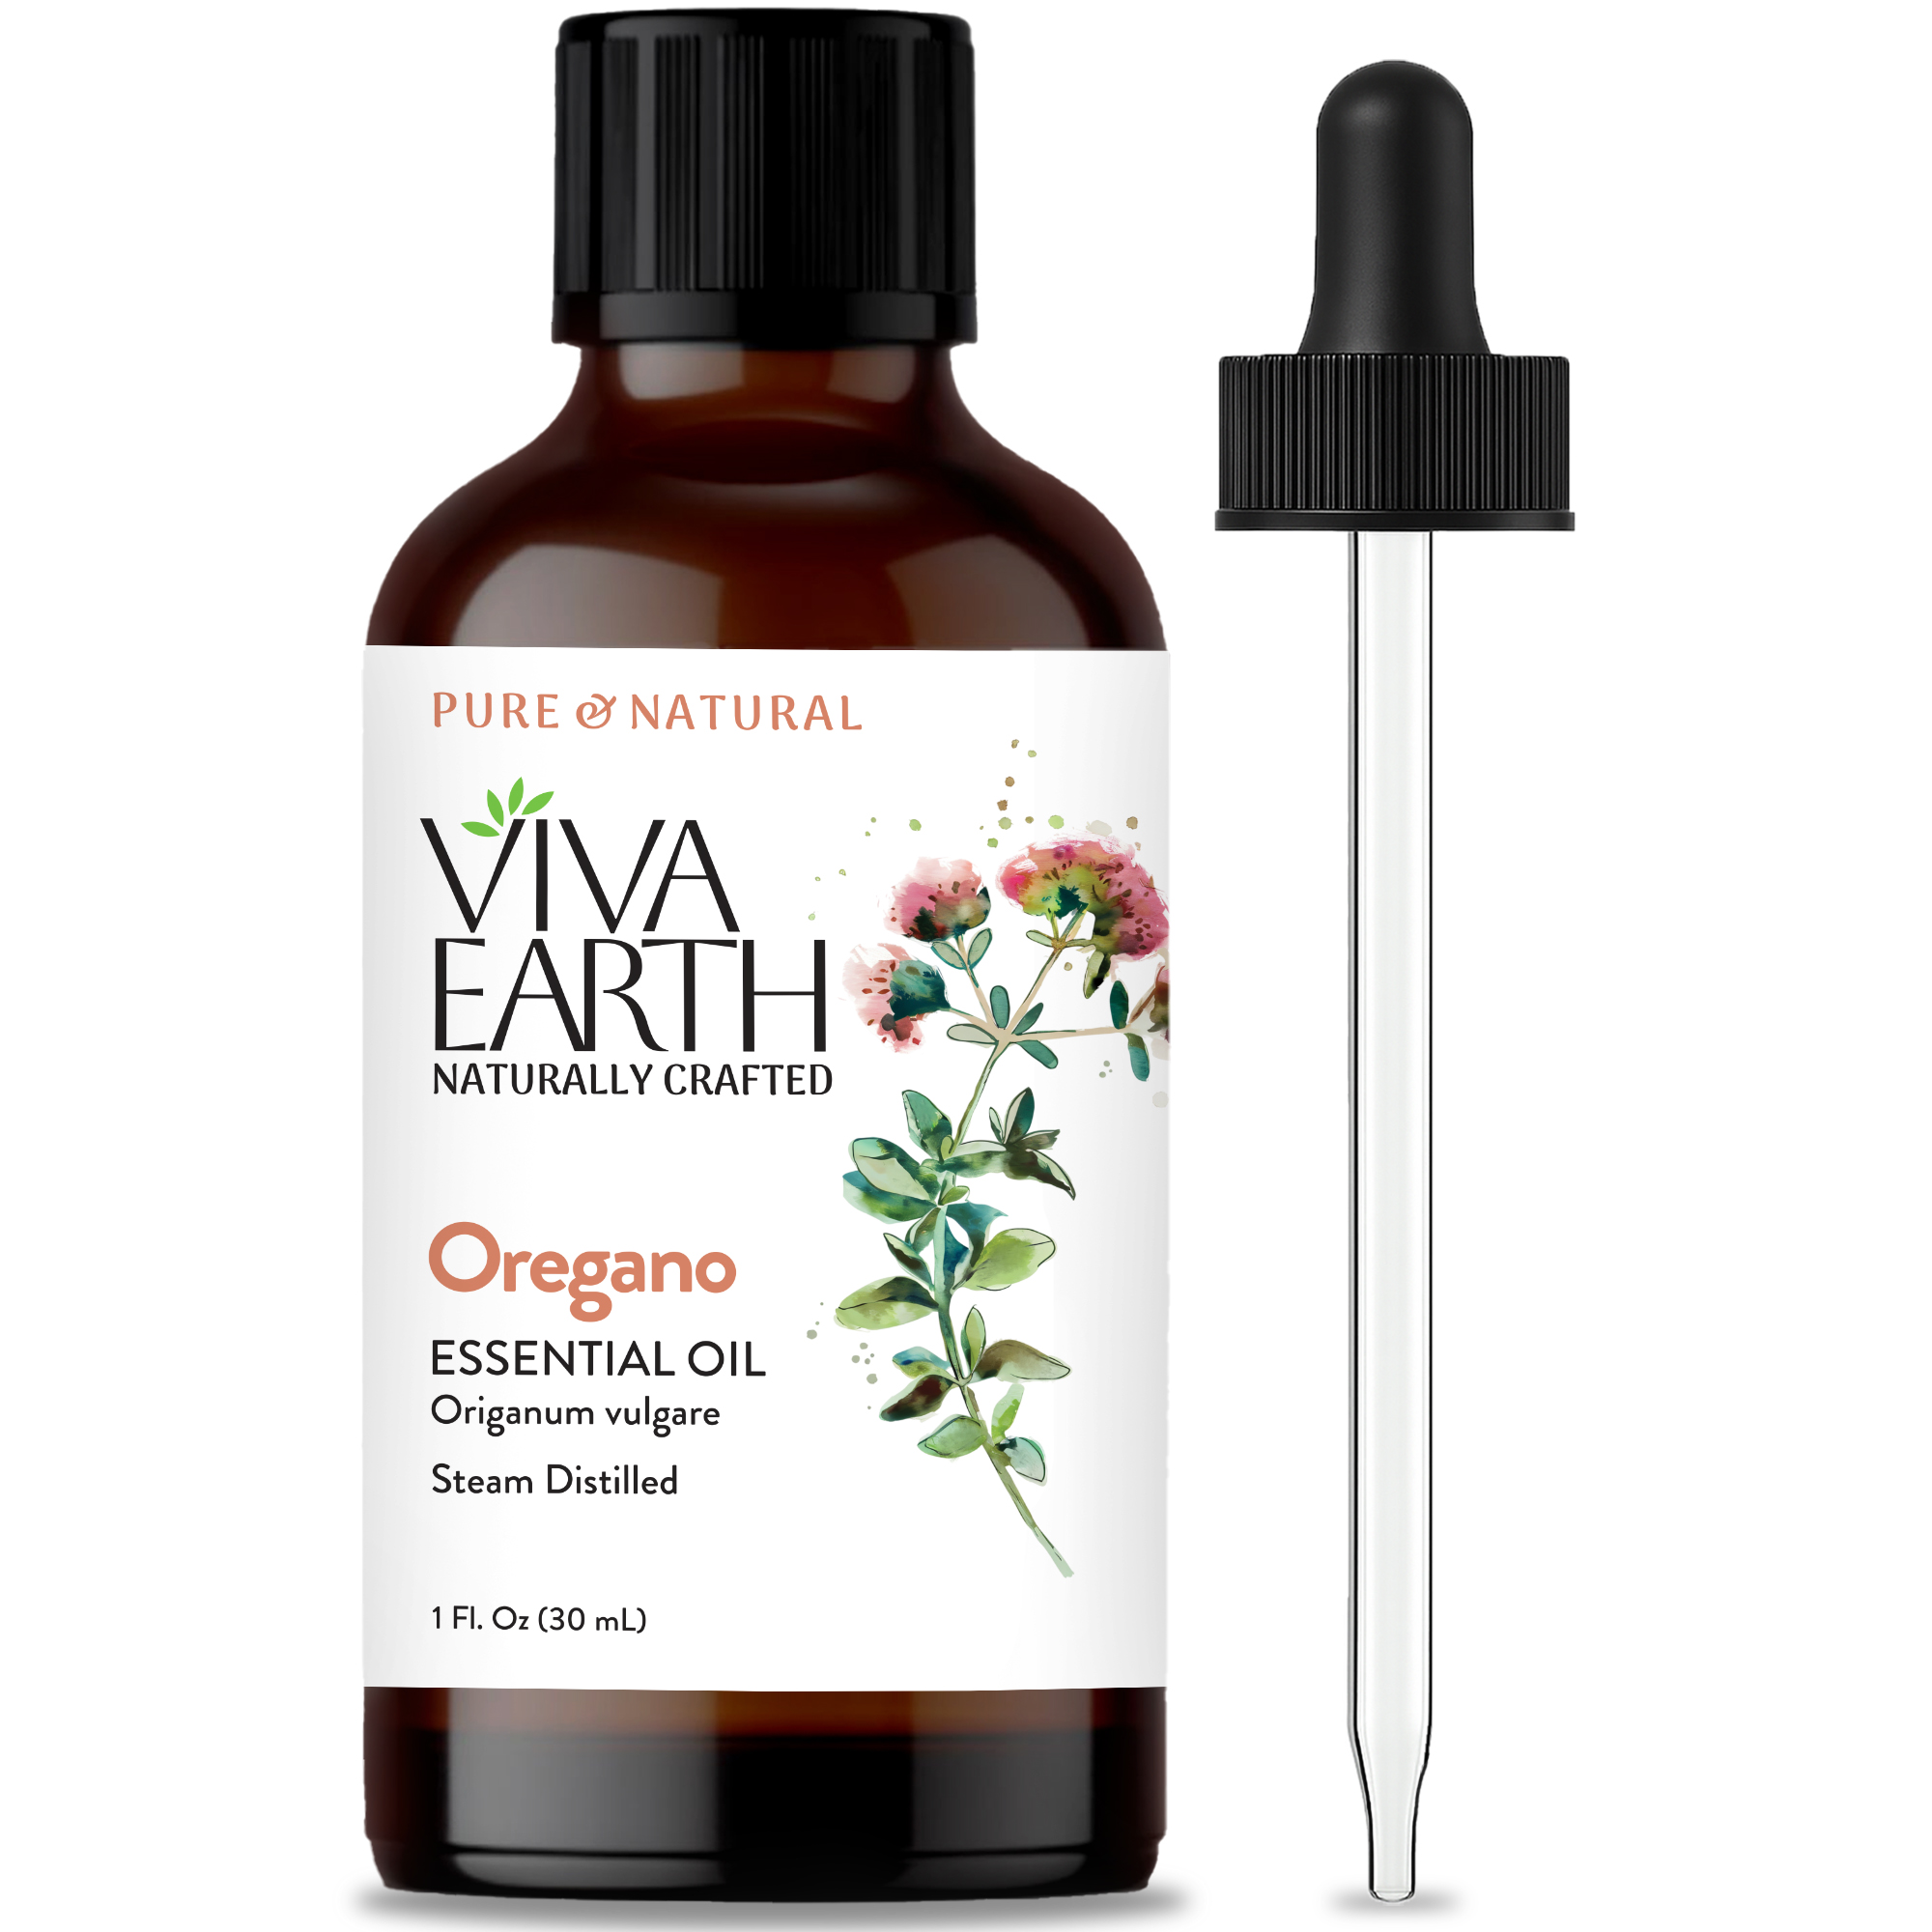 PURE & NATURAL
VIVA
EARTH
NATURALLY CRAFTED
Oregano
ESSENTIAL OIL
Origanum vulgare
Steam Distilled
1 Fl. Oz (30 mL)